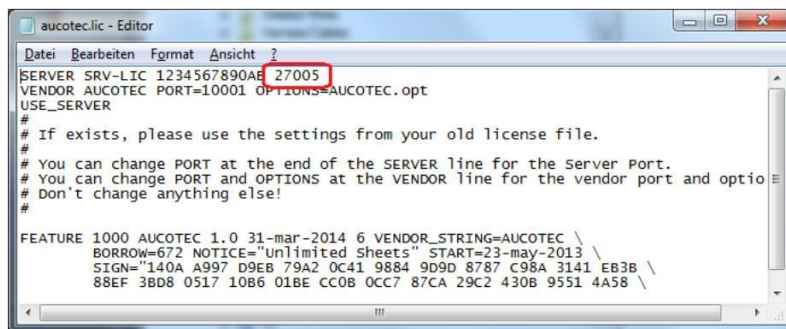 aucotec.lic - Editor
Datei Bearbeiten Format Ansicht ?
SERVER SRV-LIC 1234567890AB 27005
VENDOR AUCOTEC PORT=10001 OPTIONS=AUCOTEC.opt
USE_SERVER
#
# If exists, please use the settings from your old license file.
#
# You can change PORT at the end of the SERVER line for the Server Port.
# You can change PORT and OPTIONS at the VENDOR line for the vendor port and optio
# Don't change anything else!
#
FEATURE 1000 AUCOTEC 1.0 31-mar-2014 6 VENDOR_STRING=AUCOTEC \
BORROW=672 NOTICE="Unlimited Sheets" START=23-may-2013 \
SIGN="140A A997 D9EB 79A2 0C41 9884 9D9D 8787 C98A 3141 EB3B \
88EF 3BD8 0517 10B6 01BE CC0B 0CC7 87CA 29C2 430B 9551 4A58 \